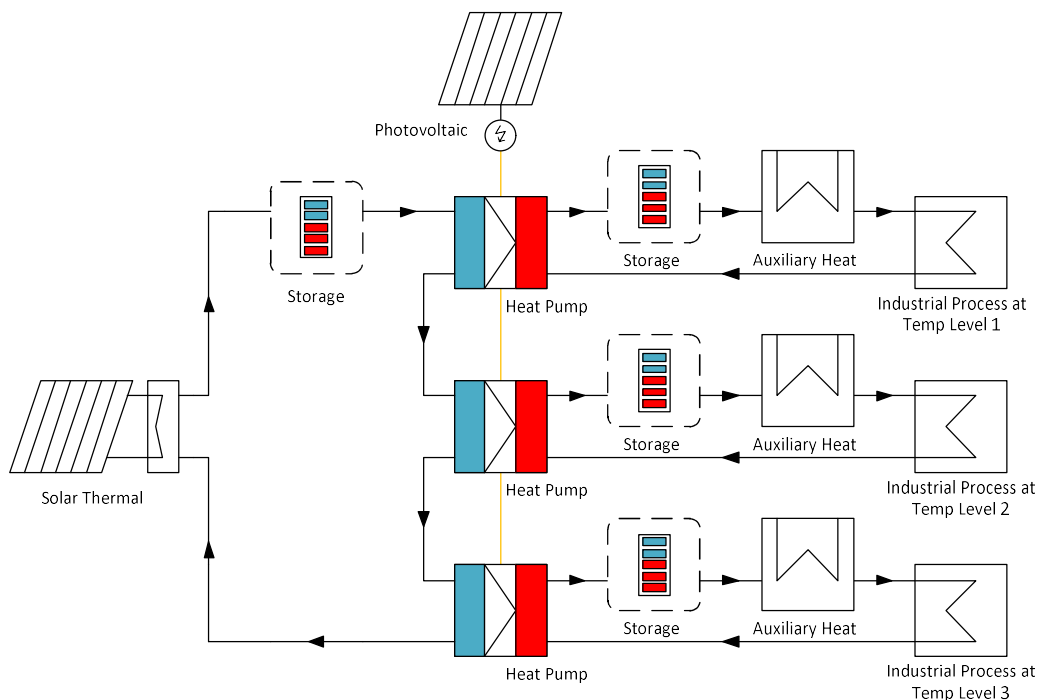 Photovoltaic
Storage
Storage
Auxiliary Heat
Heat Pump
Industrial Process at
Temp Level 1
Solar Thermal
Storage
Auxiliary Heat
Heat Pump
Industrial Process at
Temp Level 2
Storage
Auxiliary Heat
Heat Pump
Industrial Process at
Temp Level 3